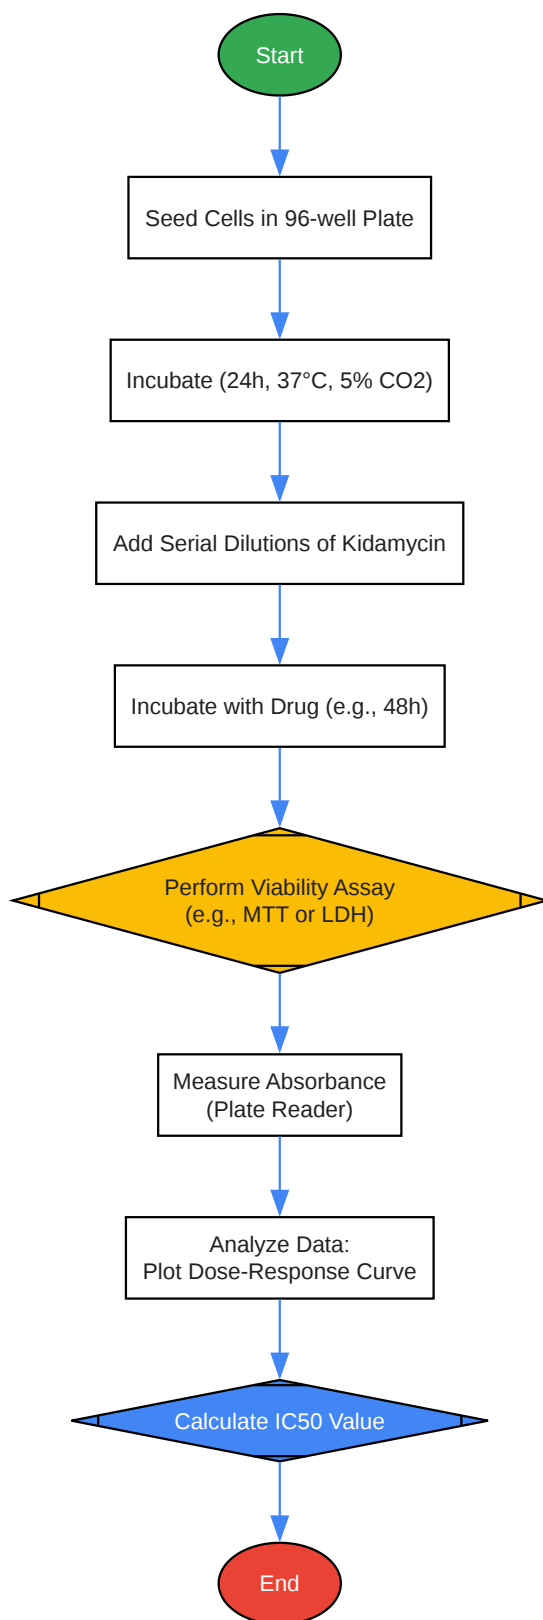 Start
Seed Cells in 96-well Plate
Incubate (24h, 37°C, 5% CO2)
Add Serial Dilutions of Kidamycin
Incubate with Drug (e.g., 48h)
Perform Viability Assay
(e.g., MTT or LDH)
Measure Absorbance
(Plate Reader)
Analyze Data:
Plot Dose-Response Curve
Calculate IC50 Value
End